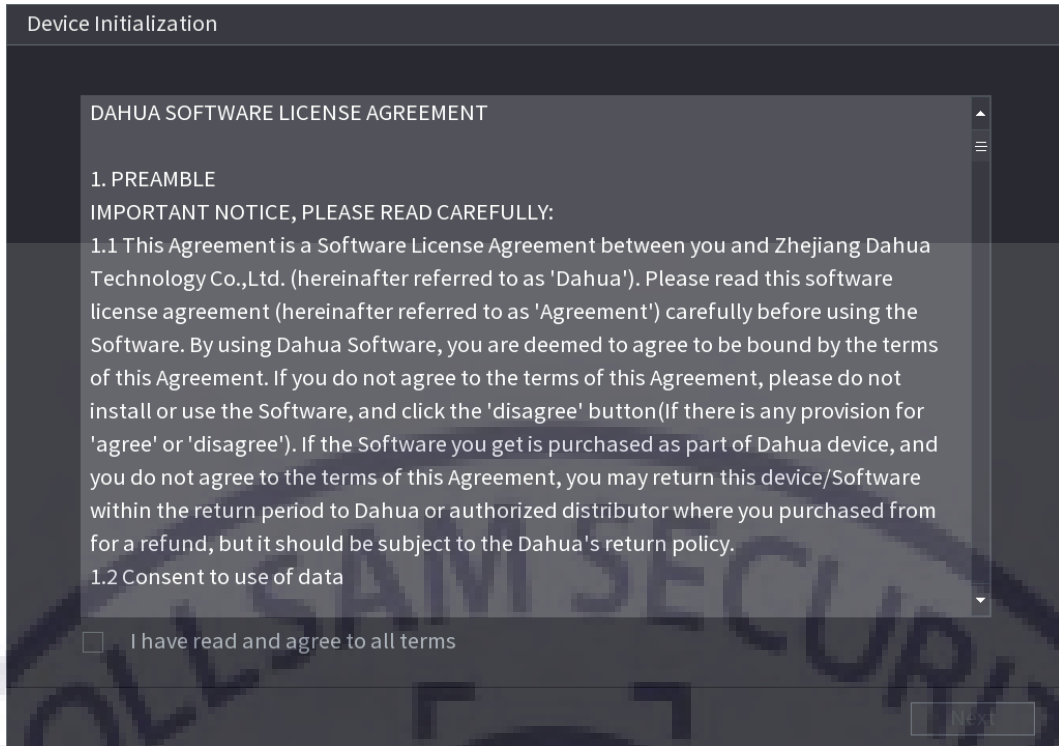 Device Initialization
DAHUA SOFTWARE LICENSE AGREEMENT
1. PREAMBLE
IMPORTANT NOTICE, PLEASE READ CAREFULLY:
1.1 This Agreement is a Software License Agreement between you and Zhejiang Dahua
Technology Co.,Ltd. (hereinafter referred to as 'Dahua'). Please read this software
license agreement (hereinafter referred to as 'Agreement') carefully before using the
Software. By using Dahua Software, you are deemed to agree to be bound by the terms
of this Agreement. If you do not agree to the terms of this Agreement, please do not
install or use the Software, and click the 'disagree' button(If there is any provision for
'agree' or 'disagree'). If the Software you get is purchased as part of Dahua device, and
you do not agree to the terms of this Agreement, you may return this device/Software
within the return period to Dahua or authorized distributor where you purchased from
for a refund, but it should be subject to the Dahua's return policy.
1.2 Consent to use of data
I have read and agree to all terms
OLLSAM SECURI
Next